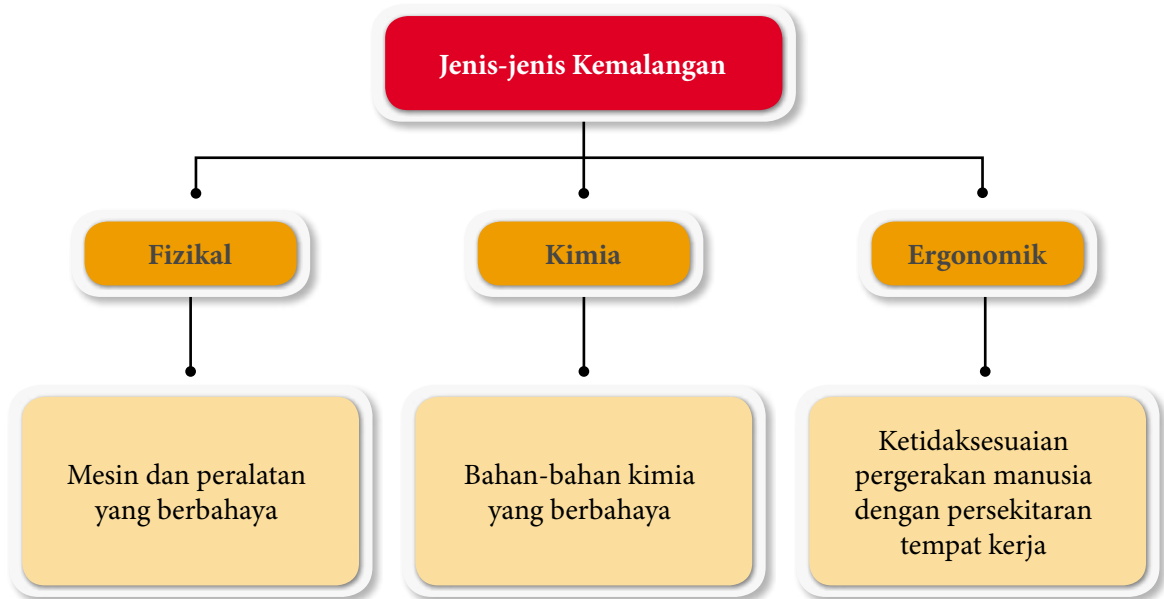 Jenis-jenis Kemalangan
Fizikal
Kimia
Ergonomik
Mesin dan peralatan
yang berbahaya
Bahan-bahan kimia
yang berbahaya
Ketidaksesuaian
pergerakan manusia
dengan persekitaran
tempat kerja